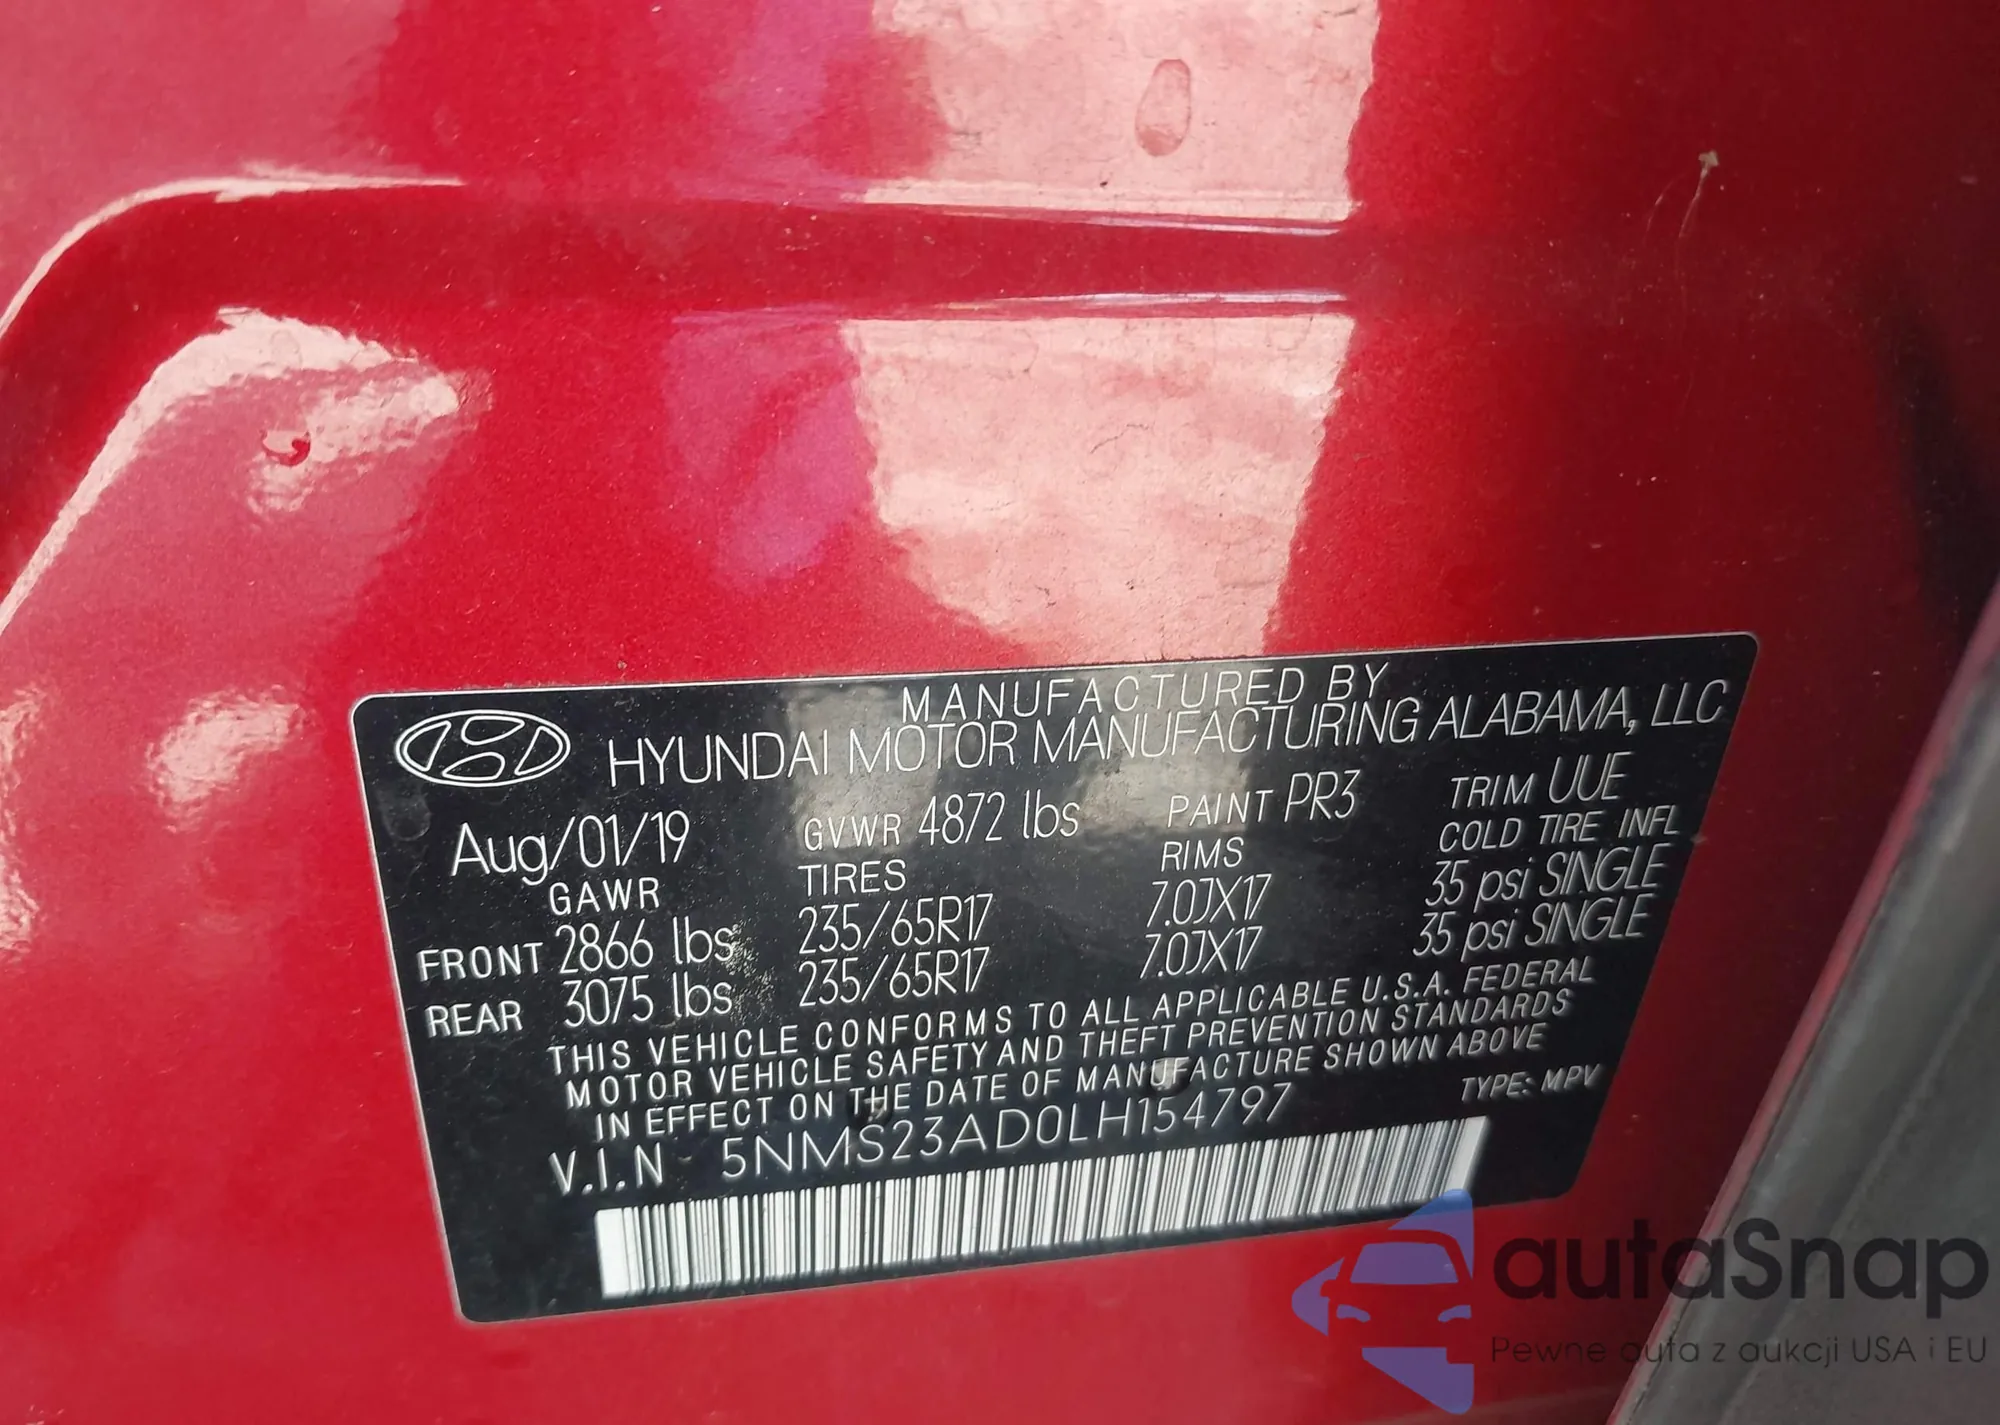 MANUFACTURED BY
HYUNDAI MOTOR MANUFACTURING ALABAMA, LLC
Aug/01/19 GVWR 4872 lbs PAINT PR3 TRIM UUE
GAWR TIRES RIMS COLD TIRE INFL
FRONT 2866 lbs 235/65R17 7.0JX17 35 psi SINGLE
REAR 3075 lbs 235/65R17 7.0JX17 35 psi SINGLE
THIS VEHICLE CONFORMS TO ALL APPLICABLE U.S.A. FEDERAL
MOTOR VEHICLE SAFETY AND THEFT PREVENTION STANDARDS
IN EFFECT ON THE DATE OF MANUFACTURE SHOWN ABOVE
V.I.N 5NMS23AD0LH154797 TYPE: MPV
autaSnap
Pewne auta z aukcji USA i EU